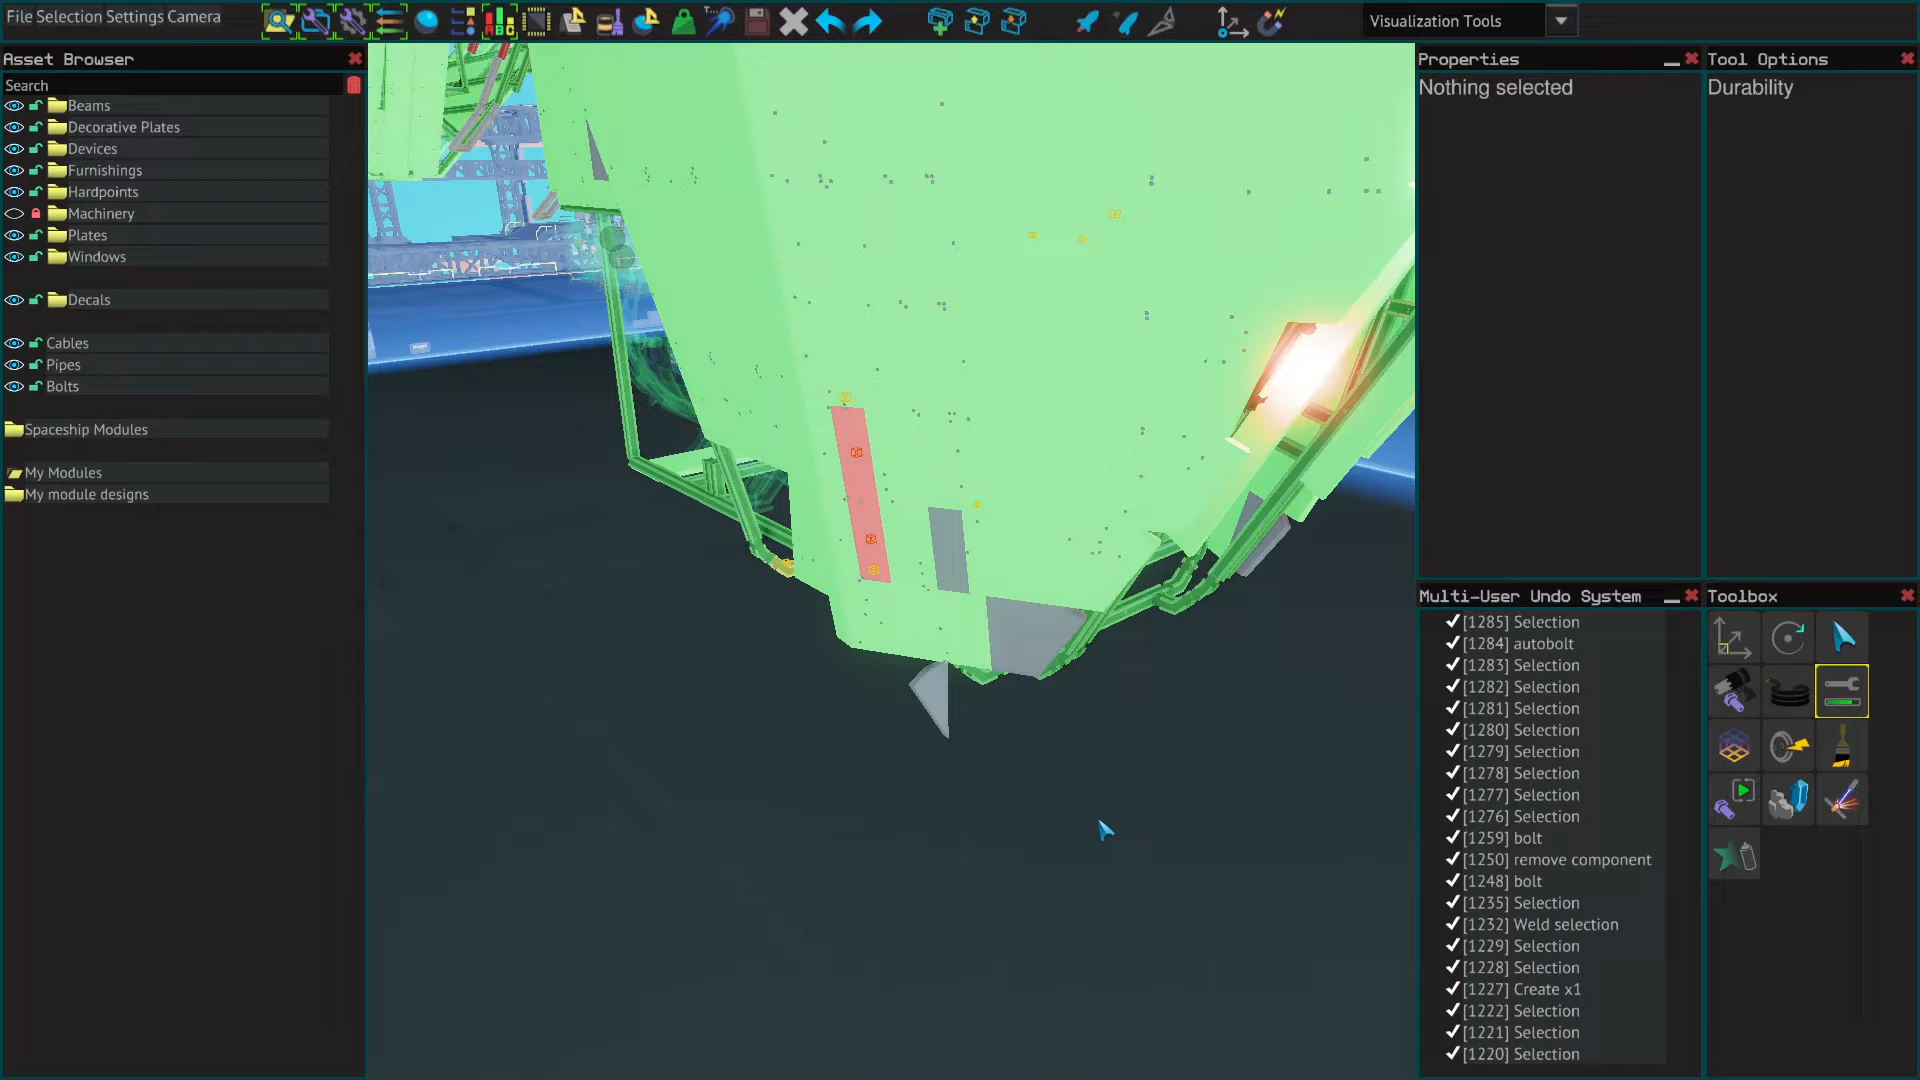 File Selection Settings Camera
Visualization Tools
Asset Browser
Search
Beams
Decorative Plates
Devices
Furnishings
Hardpoints
Machinery
Plates
Windows
Decals
Cables
Pipes
Bolts
Spaceship Modules
My Modules
My module designs
Properties
Nothing selected
Tool Options
Durability
Multi-User Undo System
[1285] Selection
[1284] autobolt
[1283] Selection
[1282] Selection
[1281] Selection
[1280] Selection
[1279] Selection
[1278] Selection
[1277] Selection
[1276] Selection
[1259] bolt
[1250] remove component
[1248] bolt
[1235] Selection
[1232] Weld selection
[1229] Selection
[1228] Selection
[1227] Create x1
[1222] Selection
[1221] Selection
[1220] Selection
Toolbox